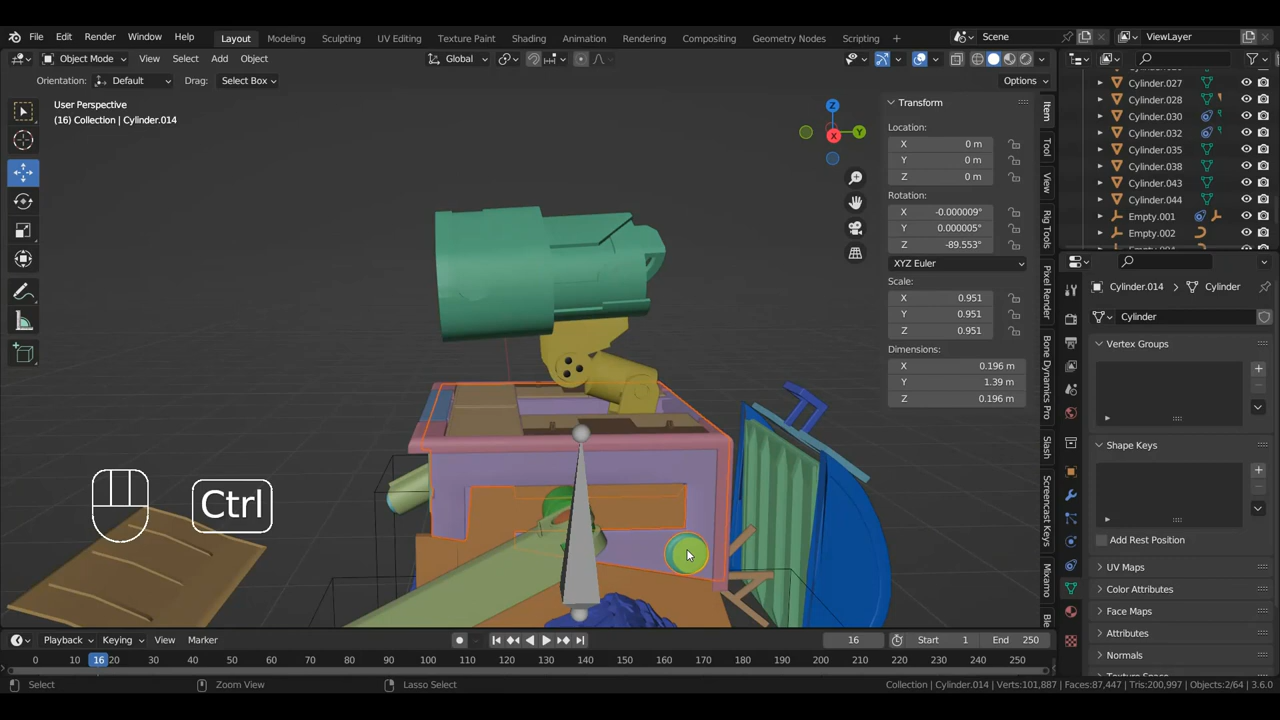 File Edit Render Window Help Layout Modeling Sculpting UV Editing Texture Paint Shading Animation Rendering Compositing Geometry Nodes Scripting + Scene ViewLayer
Object Mode View Select Add Object Global
Orientation: Default Drag: Select Box Options
User Perspective
(16) Collection | Cylinder.014
Z
Y
X
Transform
Location:
X 0 m
Y 0 m
Z 0 m
Rotation:
X -0.000009°
Y 0.000005°
Z -89.553°
XYZ Euler
Scale:
X 0.951
Y 0.951
Z 0.951
Dimensions:
X 0.196 m
Y 1.39 m
Z 0.196 m
Item
Tool
View
Rig Tools
Pixel Render
Bone Dynamics Pro
Slash
Screencast Keys
Mixamo
Cylinder.027
Cylinder.028
Cylinder.030
Cylinder.032
Cylinder.035
Cylinder.038
Cylinder.043
Cylinder.044
Empty.001
Empty.002
Cylinder.014 Cylinder
Cylinder
Vertex Groups
Shape Keys
Add Rest Position
UV Maps
Color Attributes
Face Maps
Attributes
Normals
Texture Space
Ctrl
Playback Keying View Marker 16 Start 1 End 250
0 10 16 20 30 40 50 60 70 80 90 100 110 120 130 140 150 160 170 180 190 200 210 220 230 240 250
Select Zoom View Lasso Select Collection | Cylinder.014 | Verts:101,887 | Faces:87,447 | Tris:200,997 | Objects:2/64 | 3.6.0